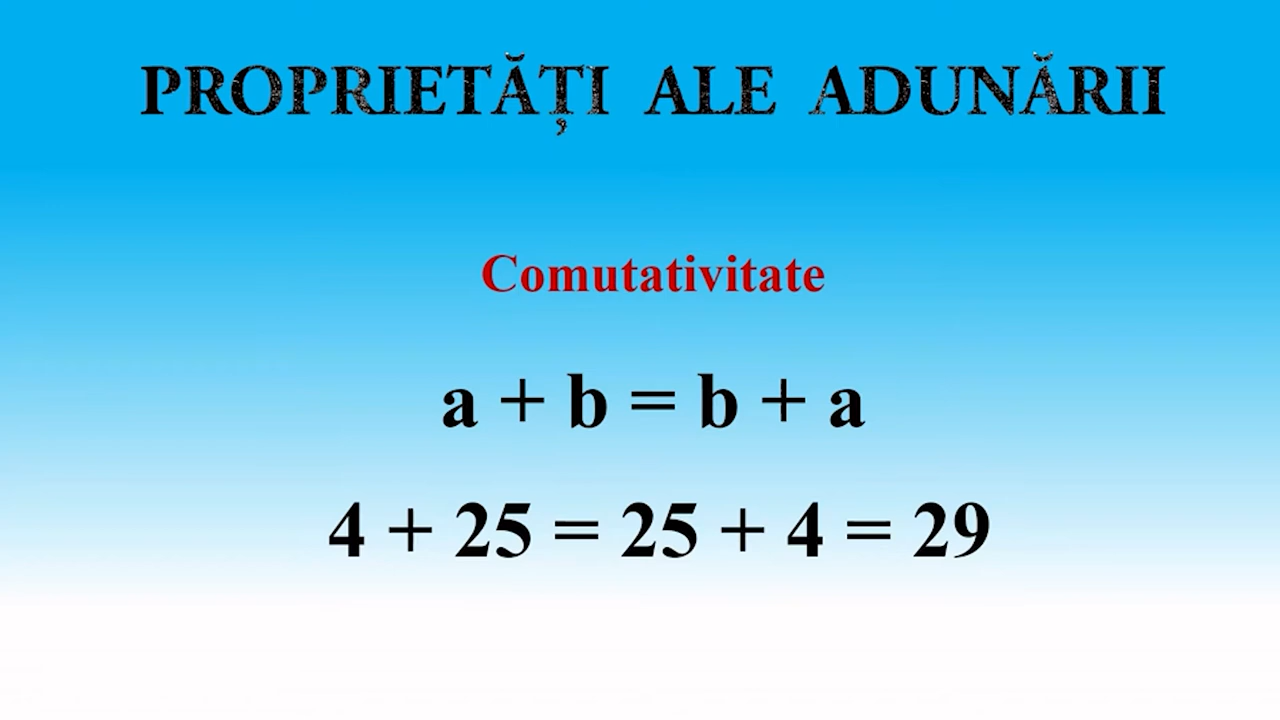 PROPRIETĂȚI ALE ADUNĂRII
Comutativitate
a + b = b + a
4 + 25 = 25 + 4 = 29